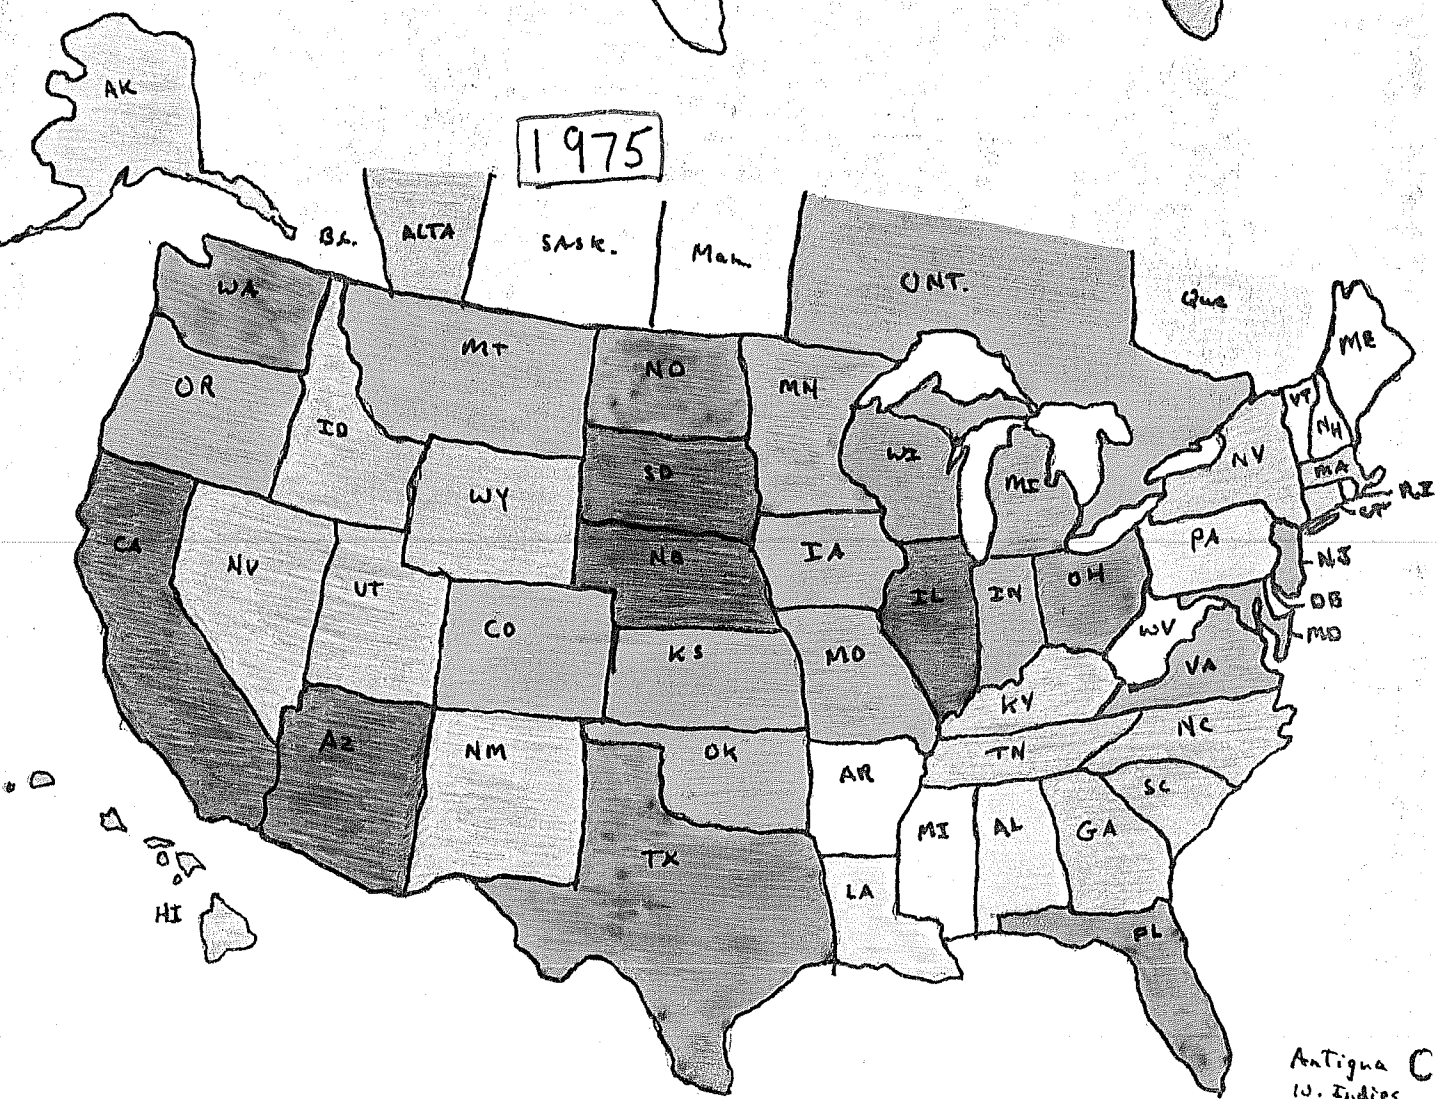 AK
1975
B.C.
ALTA
SASK.
Man.
ONT.
Que
WA
MT
ND
MN
ME
OR
ID
VT
NH
WI
MI
NV
MA
SD
WY
RI
CT
CA
NV
UT
NB
IA
PA
NJ
IL
IN
OH
DE
MD
CO
KS
MO
WV
VA
KY
AZ
NM
OK
TN
NC
AR
SC
TX
MI
AL
GA
LA
HI
FL
Antigua C
W. Indies